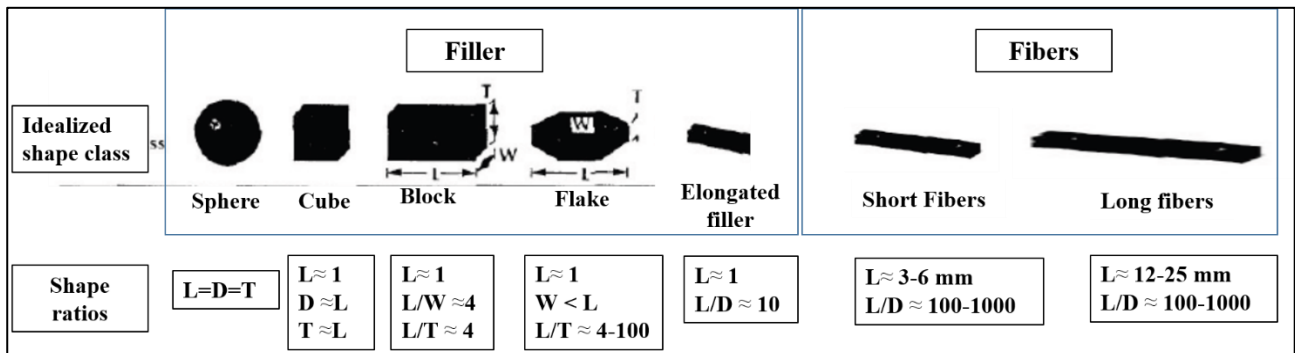 Filler
Fibers
Idealized
shape class
ss
T
W
L
W
T
L
Sphere
Cube
Block
Flake
Elongated
filler
Short Fibers
Long fibers
Shape
ratios
L=D=T
L≈ 1
D ≈L
T ≈L
L≈ 1
L/W ≈4
L/T ≈ 4
L≈ 1
W < L
L/T ≈ 4-100
L≈ 1
L/D ≈ 10
L≈ 3-6 mm
L/D ≈ 100-1000
L≈ 12-25 mm
L/D ≈ 100-1000